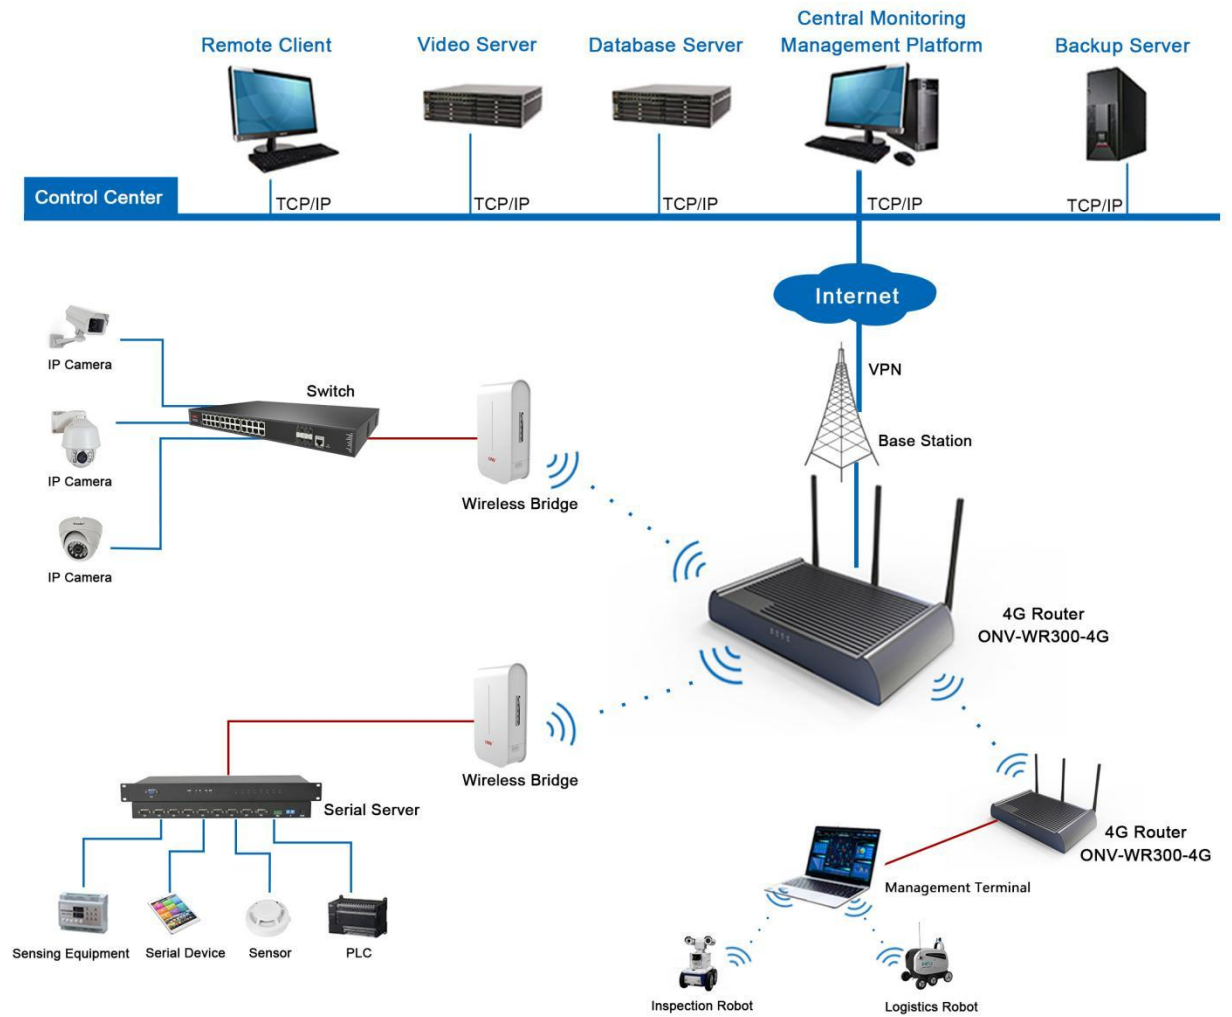 Central Monitoring
Remote Client
Video Server
Database Server
Management Platform
Backup Server
Control Center
TCP/IP
TCP/IP
TCP/IP
TCP/IP
TCP/IP
Internet
VPN
IP Camera
Switch
Base Station
IP Camera
Wireless Bridge
IP Camera
4G Router
ONV-WR300-4G
Wireless Bridge
Serial Server
4G Router
ONV-WR300-4G
Management Terminal
Sensing Equipment
Serial Device
Sensor
PLC
Inspection Robot
Logistics Robot